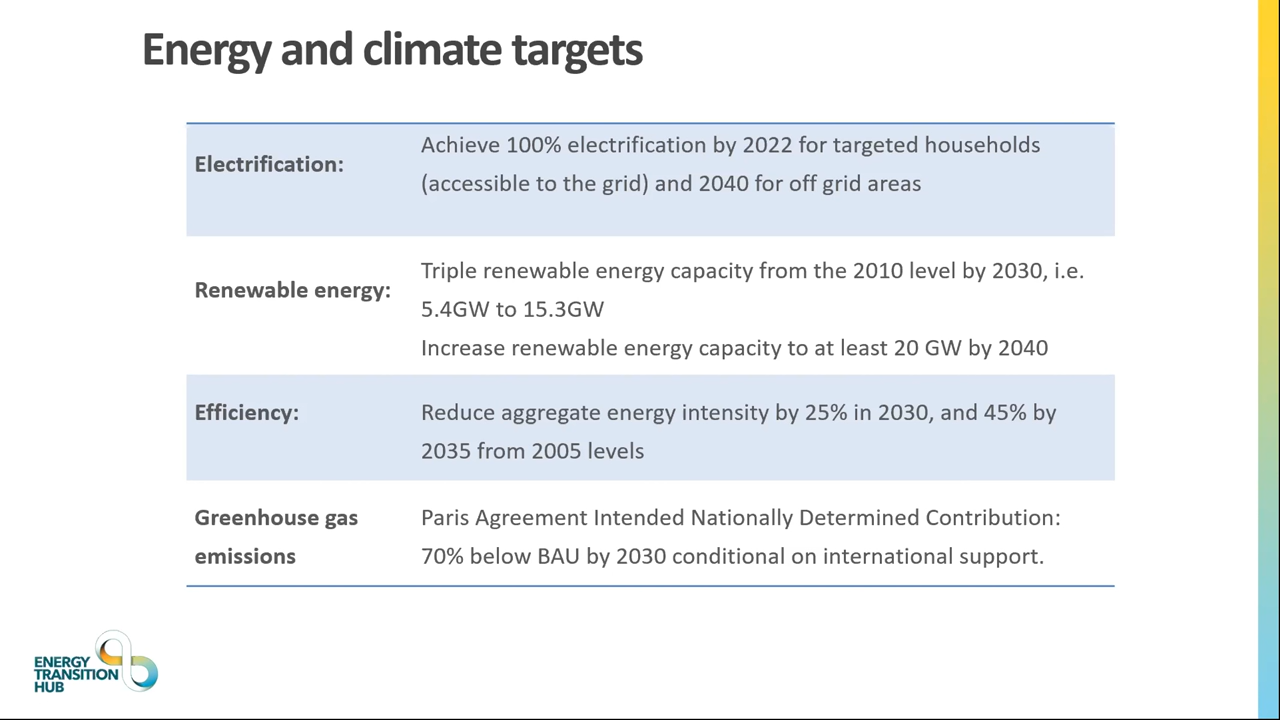 Energy and climate targets
Electrification:
Achieve 100% electrification by 2022 for targeted households
(accessible to the grid) and 2040 for off grid areas
Renewable energy:
Triple renewable energy capacity from the 2010 level by 2030, i.e.
5.4GW to 15.3GW
Increase renewable energy capacity to at least 20 GW by 2040
Efficiency:
Reduce aggregate energy intensity by 25% in 2030, and 45% by
2035 from 2005 levels
Greenhouse gas
emissions
Paris Agreement Intended Nationally Determined Contribution:
70% below BAU by 2030 conditional on international support.
ENERGY
TRANSITION
HUB